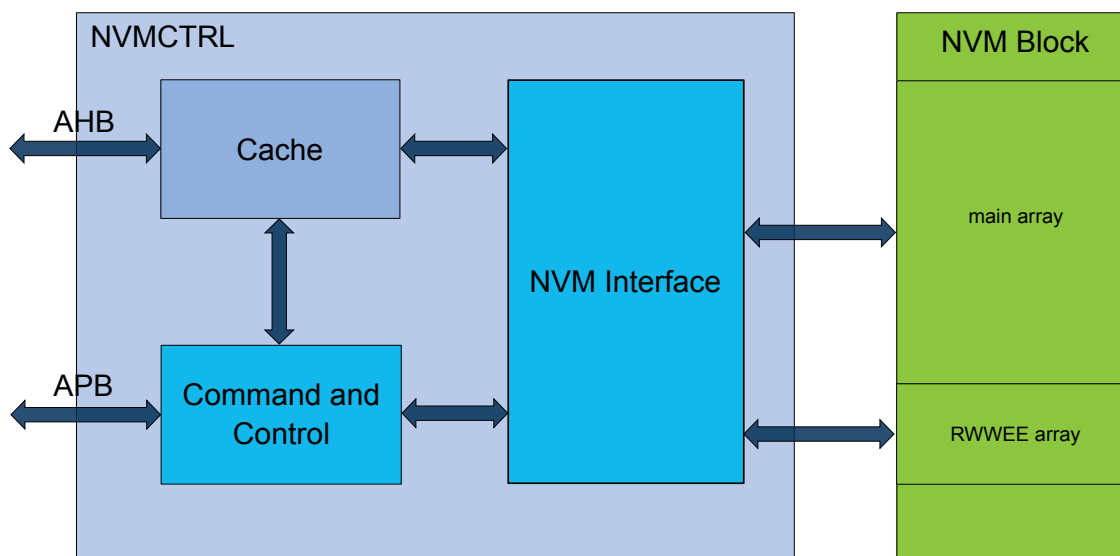 NVMCTRL
NVM Block
AHB
Cache
main array
NVM Interface
APB
Command and
Control
RWWEE array